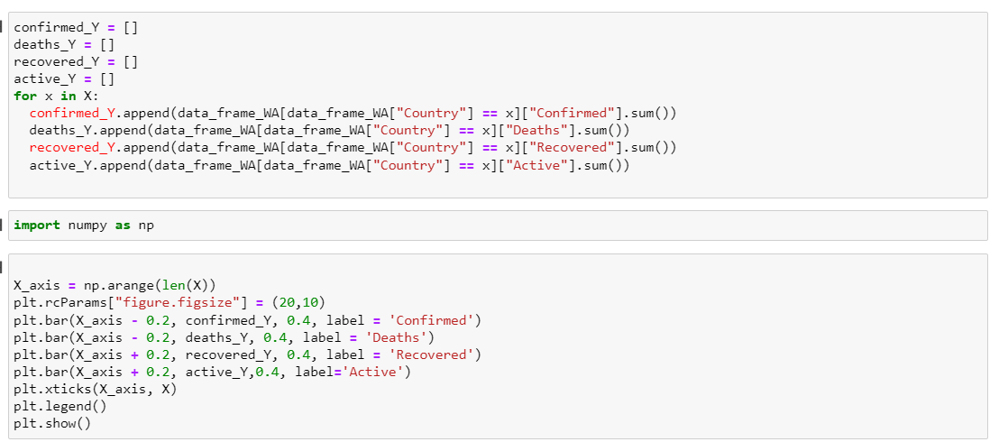 confirmed_Y = []
deaths_Y = []
recovered_Y = []
active_Y = []
for x in X:
  confirmed_Y.append(data_frame_WA[data_frame_WA["Country"] == x]["Confirmed"].sum())
  deaths_Y.append(data_frame_WA[data_frame_WA["Country"] == x]["Deaths"].sum())
  recovered_Y.append(data_frame_WA[data_frame_WA["Country"] == x]["Recovered"].sum())
  active_Y.append(data_frame_WA[data_frame_WA["Country"] == x]["Active"].sum())
import numpy as np
X_axis = np.arange(len(X))
plt.rcParams["figure.figsize"] = (20,10)
plt.bar(X_axis - 0.2, confirmed_Y, 0.4, label = 'Confirmed')
plt.bar(X_axis - 0.2, deaths_Y, 0.4, label = 'Deaths')
plt.bar(X_axis + 0.2, recovered_Y, 0.4, label = 'Recovered')
plt.bar(X_axis + 0.2, active_Y,0.4, label='Active')
plt.xticks(X_axis, X)
plt.legend()
plt.show()